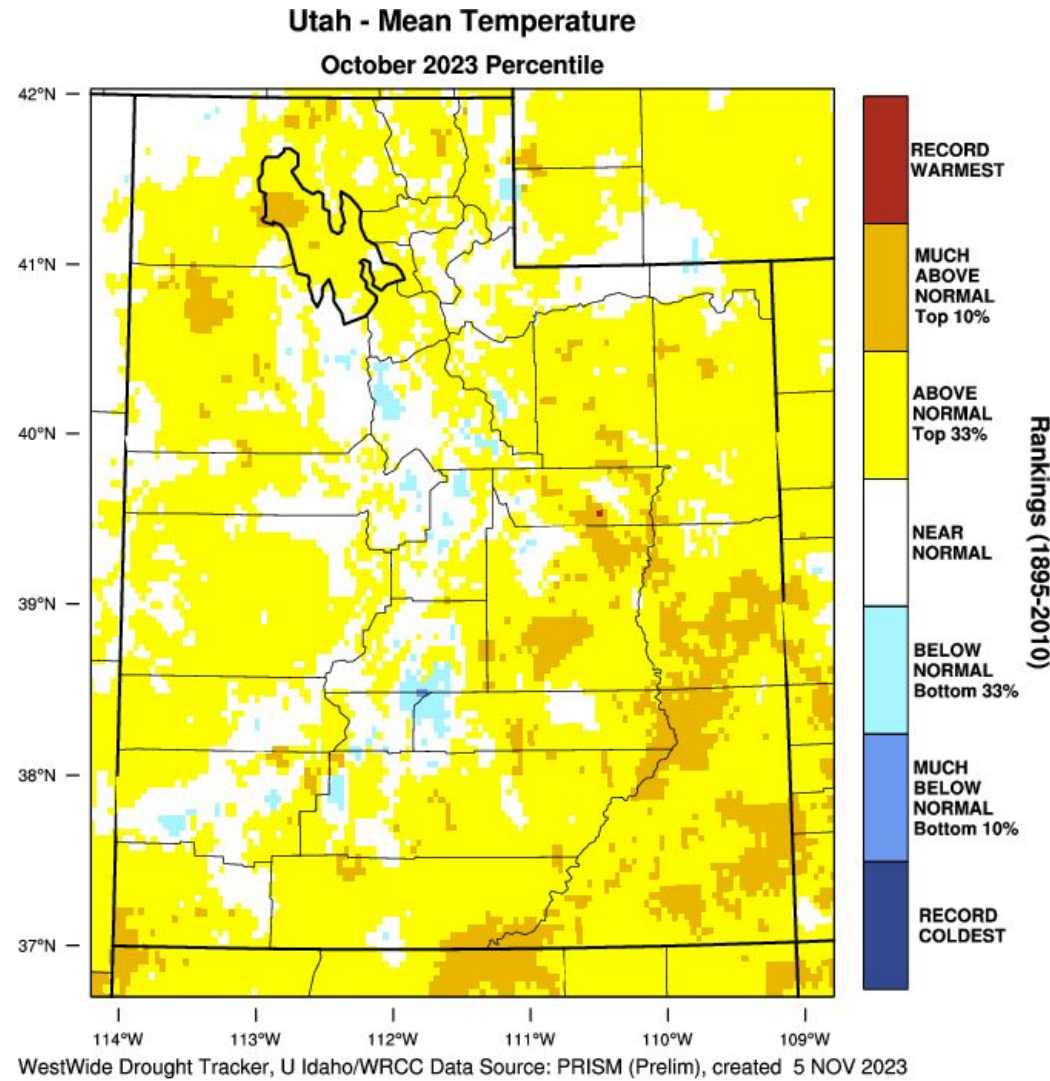 Utah - Mean Temperature
October 2023 Percentile
42°N
41°N
40°N
39°N
38°N
37°N
114°W
113°W
112°W
111°W
110°W
109°W
RECORD
WARMEST
MUCH
ABOVE
NORMAL
Top 10%
ABOVE
NORMAL
Top 33%
NEAR
NORMAL
BELOW
NORMAL
Bottom 33%
MUCH
BELOW
NORMAL
Bottom 10%
RECORD
COLDEST
Rankings (1895-2010)
WestWide Drought Tracker, U Idaho/WRCC Data Source: PRISM (Prelim), created 5 NOV 2023